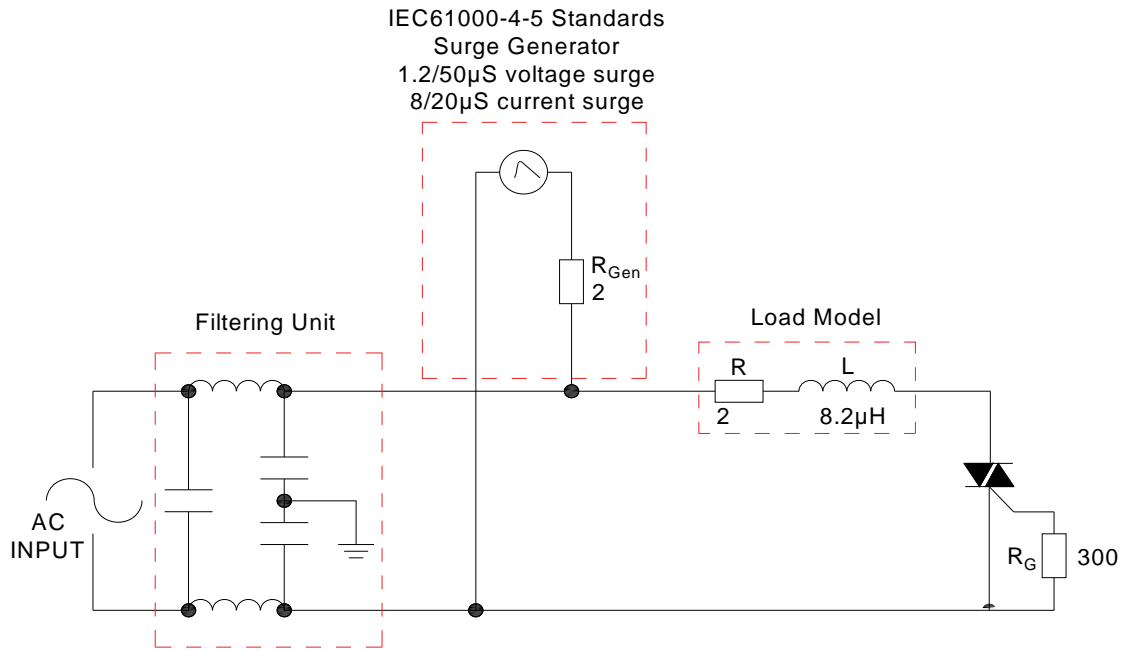 IEC61000-4-5 Standards
Surge Generator
1.2/50µS voltage surge
8/20µS current surge
RGen
2
Filtering Unit
Load Model
R
L
2
8.2µH
AC
INPUT
RG
300